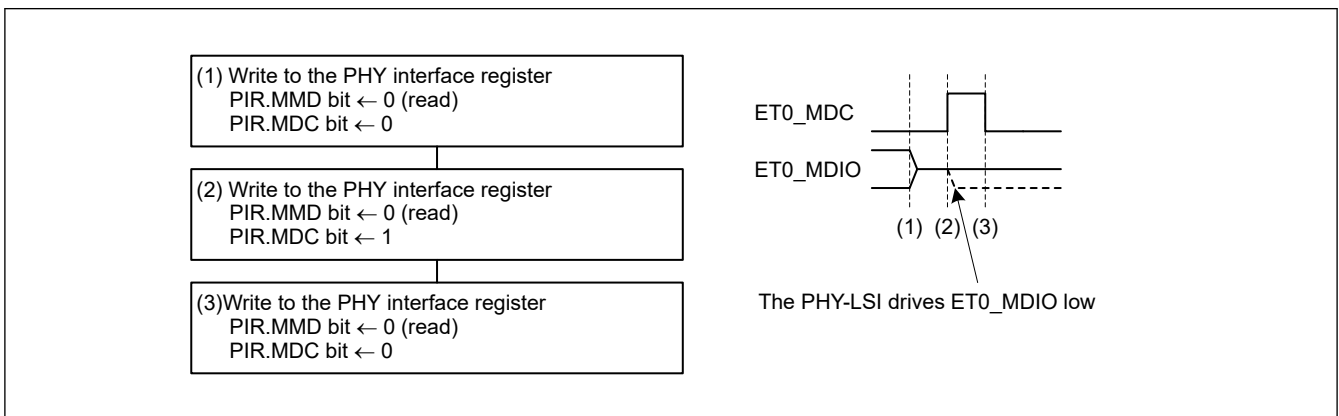 (1) Write to the PHY interface register
PIR.MMD bit ← 0 (read)
PIR.MDC bit ← 0
(2) Write to the PHY interface register
PIR.MMD bit ← 0 (read)
PIR.MDC bit ← 1
(3)Write to the PHY interface register
PIR.MMD bit ← 0 (read)
PIR.MDC bit ← 0
ET0_MDC
ET0_MDIO
(1) (2) (3)
The PHY-LSI drives ET0_MDIO low